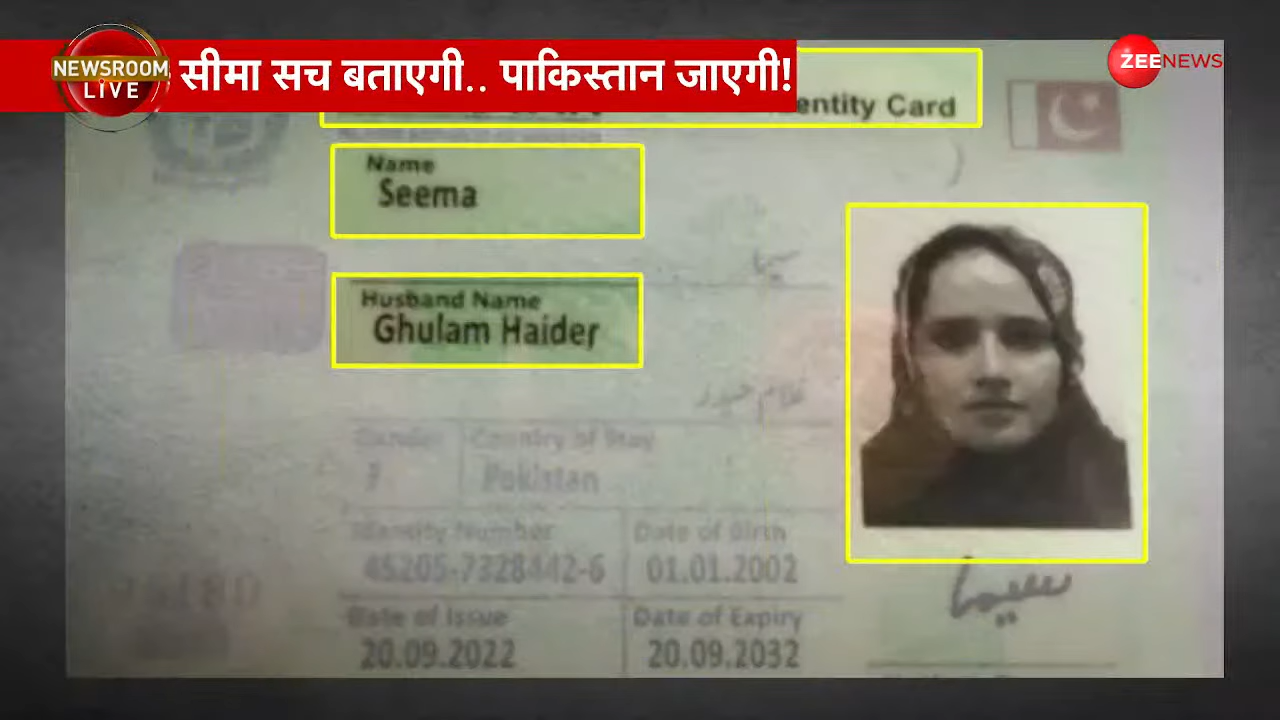 NEWSROOM
LIVE
सीमा सच बताएगी.. पाकिस्तान जाएगी!
ZEENEWS
entity Card
Name
Seema
سیما
Husband Name
Ghulam Haider
غلام حیدر
Gender
Country of Stay
F
Pakistan
Identity Number
Date of Birth
45205-7328442-6
01.01.2002
Date of Issue
Date of Expiry
20.09.2022
20.09.2032